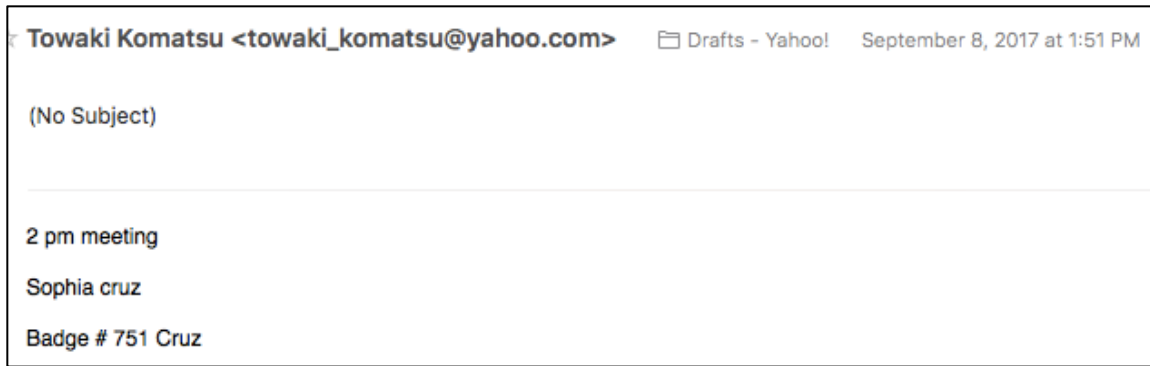 Towaki Komatsu <towaki_komatsu@yahoo.com> Drafts - Yahoo! September 8, 2017 at 1:51 PM
(No Subject)
2 pm meeting
Sophia cruz
Badge # 751 Cruz